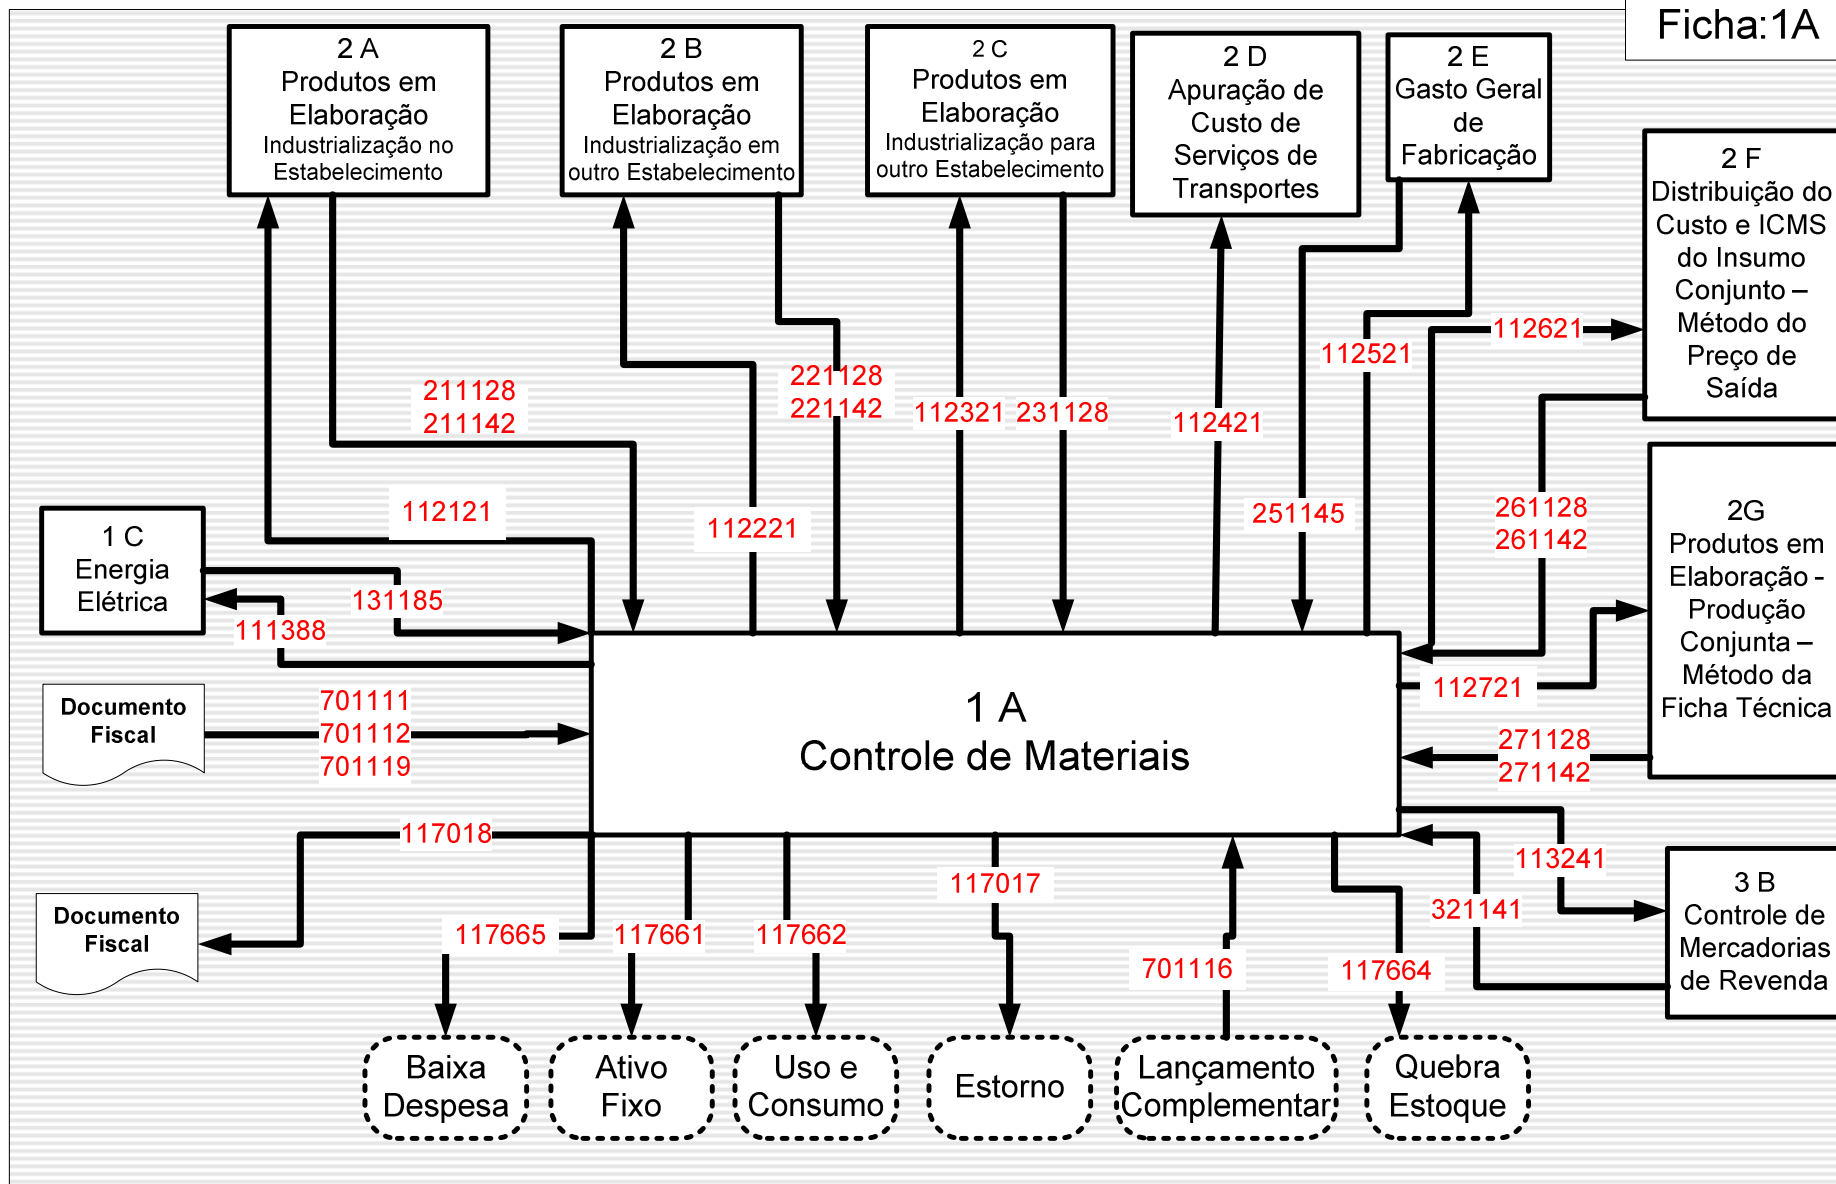 Ficha:1A
2 A
Produtos em
Elaboração
Industrialização no
Estabelecimento
2 B
Produtos em
Elaboração
Industrialização em
outro Estabelecimento
2 C
Produtos em
Elaboração
Industrialização para
outro Estabelecimento
2 D
Apuração de
Custo de
Serviços de
Transportes
2 E
Gasto Geral
de
Fabricação
2 F
Distribuição do
Custo e ICMS
do Insumo
Conjunto –
Método do
Preço de
Saída
112621
112521
211128
211142
221128
221142
112321
231128
112421
112121
112221
251145
261128
261142
2G
Produtos em
Elaboração -
Produção
Conjunta –
Método da
Ficha Técnica
1 C
Energia
Elétrica
131185
111388
Documento
Fiscal
701111
701112
701119
1 A
Controle de Materiais
112721
271128
271142
117018
113241
321141
3 B
Controle de
Mercadorias
de Revenda
Documento
Fiscal
117665
117661
117662
117017
701116
117664
Baixa
Despesa
Ativo
Fixo
Uso e
Consumo
Estorno
Lançamento
Complementar
Quebra
Estoque